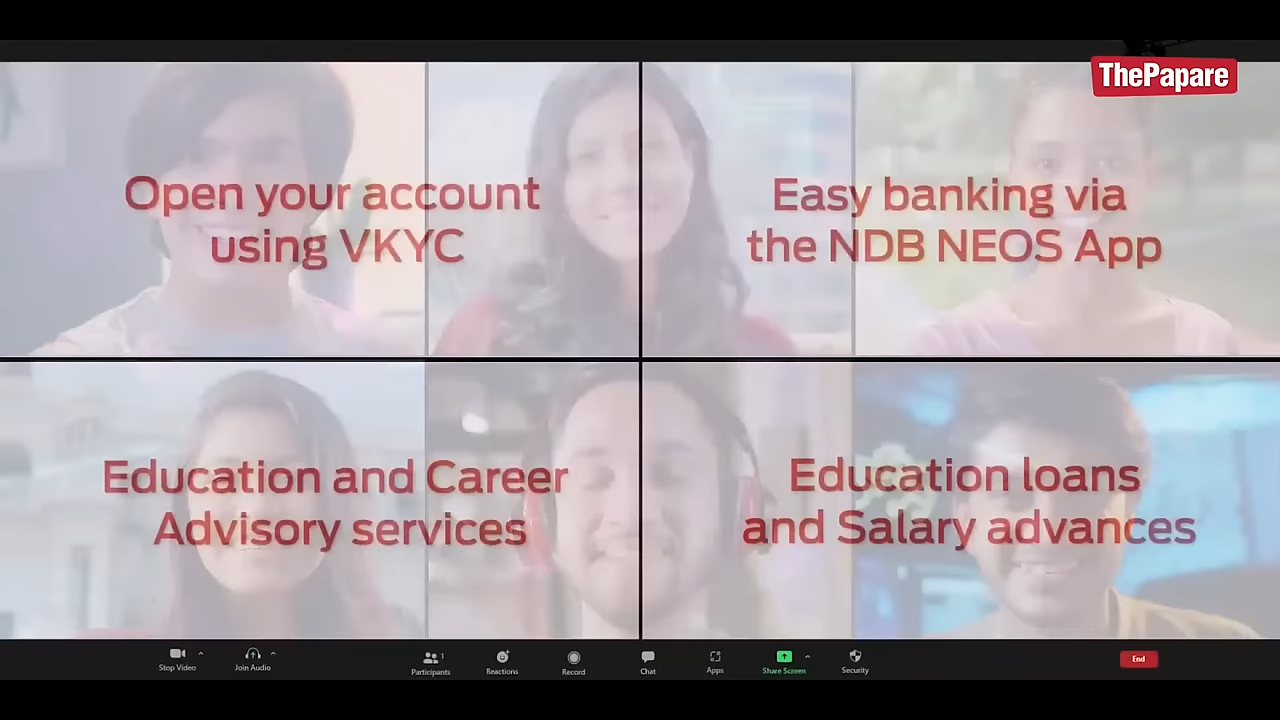 ThePapare
Open your account
using VKYC
Easy banking via
the NDB NEOS App
Education and Career
Advisory services
Education loans
and Salary advances
Stop Video
Join Audio
1
Participants
Reactions
Record
Chat
Apps
Share Screen
Security
End